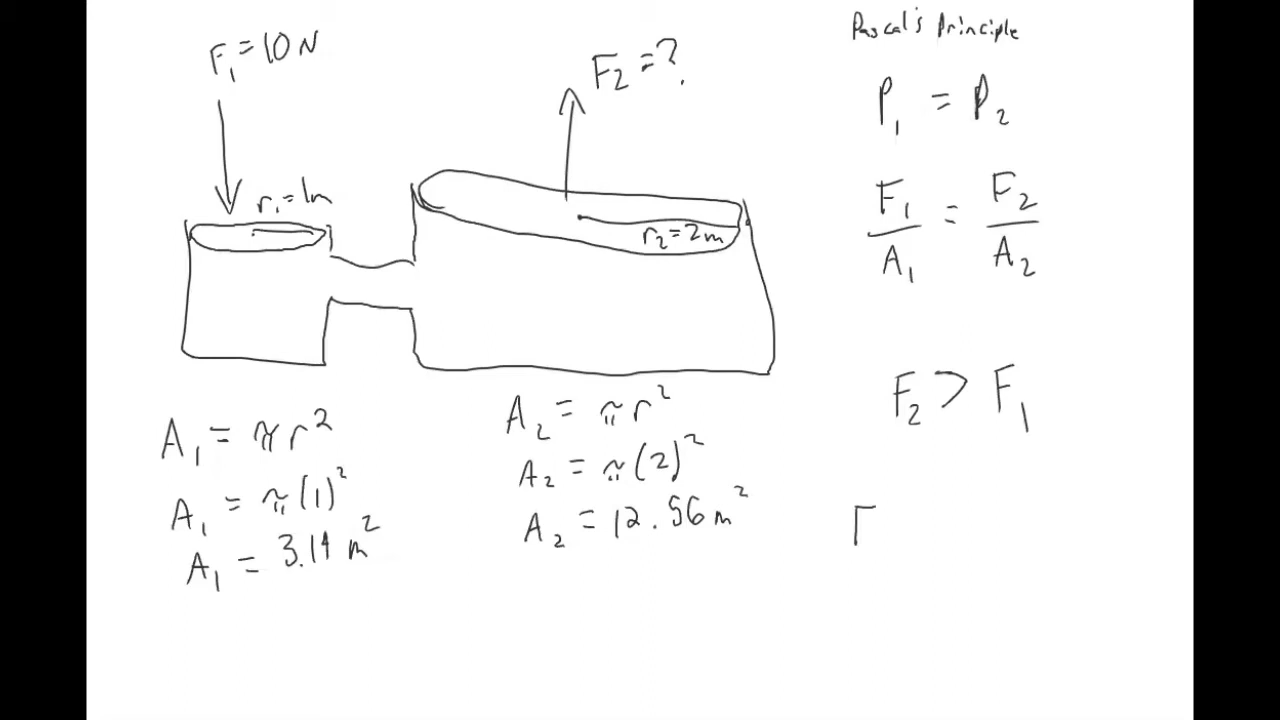 F₁ = 10 N
F₂ = ?
r₁ = 1m
r₂ = 2m
A₁ = πr²
A₁ = π(1)²
A₁ = 3.14 m²
A₂ = πr²
A₂ = π(2)²
A₂ = 12.56 m²
Pascal's Principle
P₁ = P₂
F₁/A₁ = F₂/A₂
F₂ > F₁